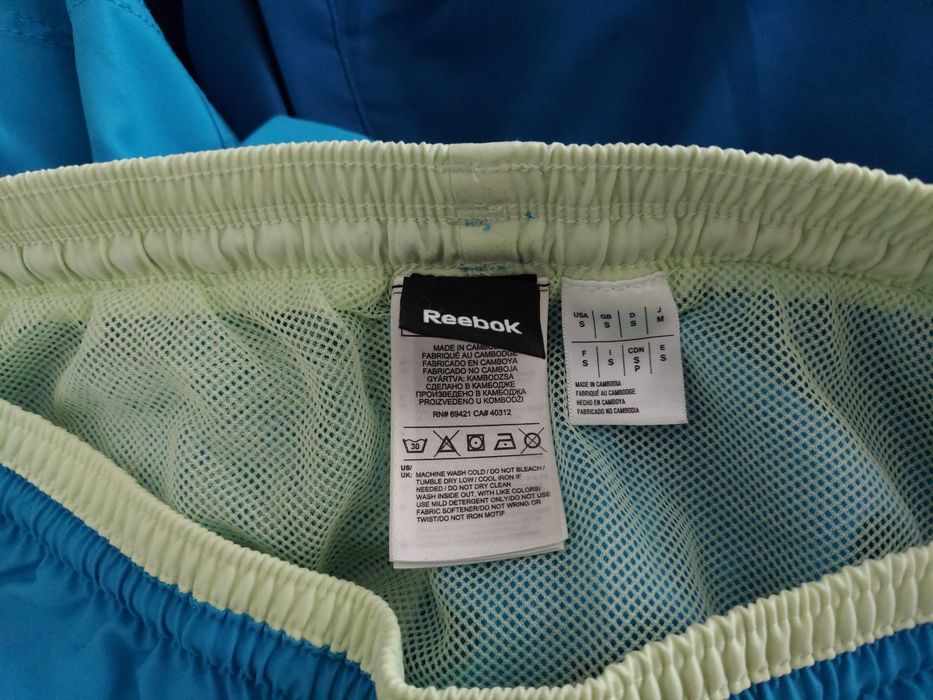 Reebok
MADE IN CAMBO
FABRIQUÉ AU CAMBODGE
FABRICADO EN CAMBOYA
FABRICADO NO CAMBOJA
GYÁRTVA: KAMBODZSA
СДЕЛАНО В КАМБОДЖЕ
ПРОИЗВЕДЕНО В КАМБОДЖА
PROIZVEDENO U KOMBODŽI
RN# 69421 CA# 40312
30
US/
UK: MACHINE WASH COLD / DO NOT BLEACH /
TUMBLE DRY LOW / COOL IRON IF
NEEDED / DO NOT DRY CLEAN
WASH INSIDE OUT, WITH LIKE COLORS/
USE MILD DETERGENT ONLY/DO NOT USE
FABRIC SOFTENER/DO NOT WRING OR
TWIST/DO NOT IRON MOTIF
USA GB D J
S S S M
F I CDN E
S S S S
P
MADE IN CAMBODIA
FABRIQUÉ AU CAMBODGE
HECHO EN CAMBOYA
FABRICADO NO CAMBODIA